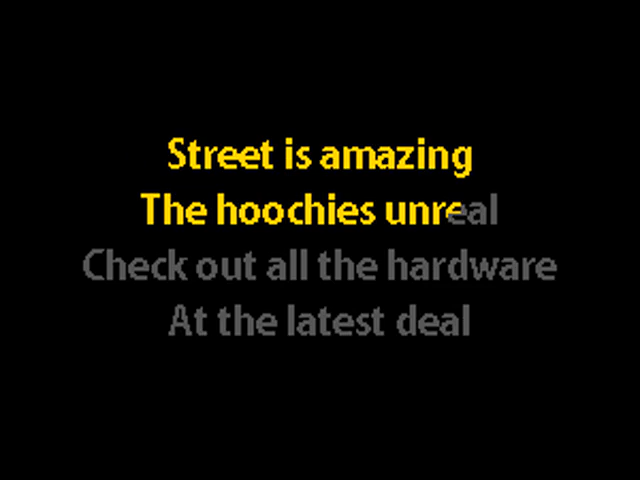 Street is amazing
The hoochies unreal
Check out all the hardware
At the latest deal